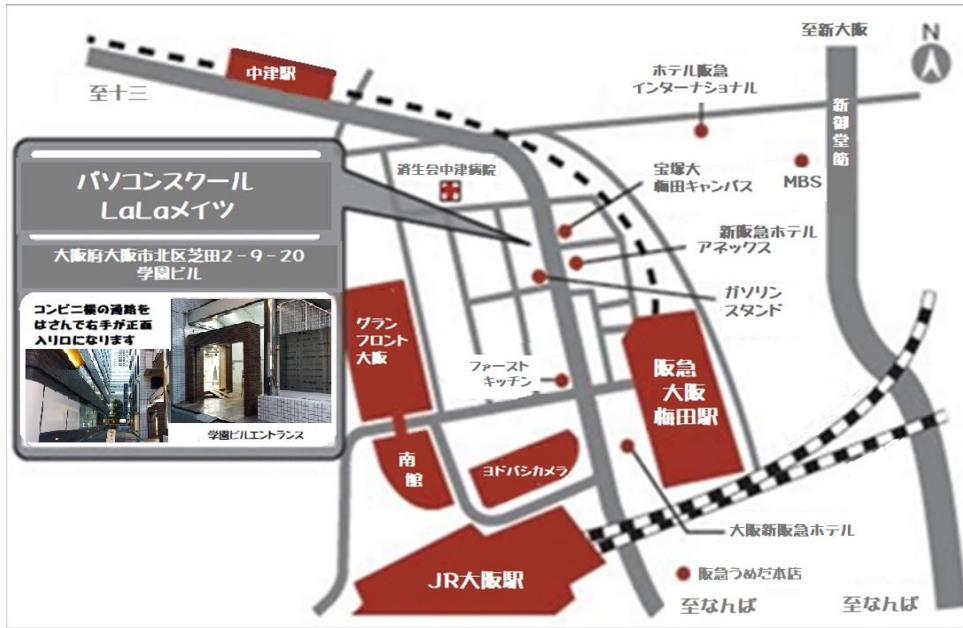 至新大阪
N
中津駅
至十三
ホテル阪急
インターナショナル
新御堂筋
MBS
パソコンスクール
LaLaメイツ
大阪府大阪市北区芝田2-9-20
学園ビル
コンビニ横の通路を
はさんで右手が正面
入り口になります
学園ビルエントランス
済生会中津病院
宝塚大
梅田キャンパス
新阪急ホテル
アネックス
ガソリン
スタンド
グラン
フロント
大阪
ファースト
キッチン
阪急
大阪
梅田駅
南
館
ヨドバシカメラ
大阪新阪急ホテル
JR大阪駅
阪急うめだ本店
至なんば
至なんば